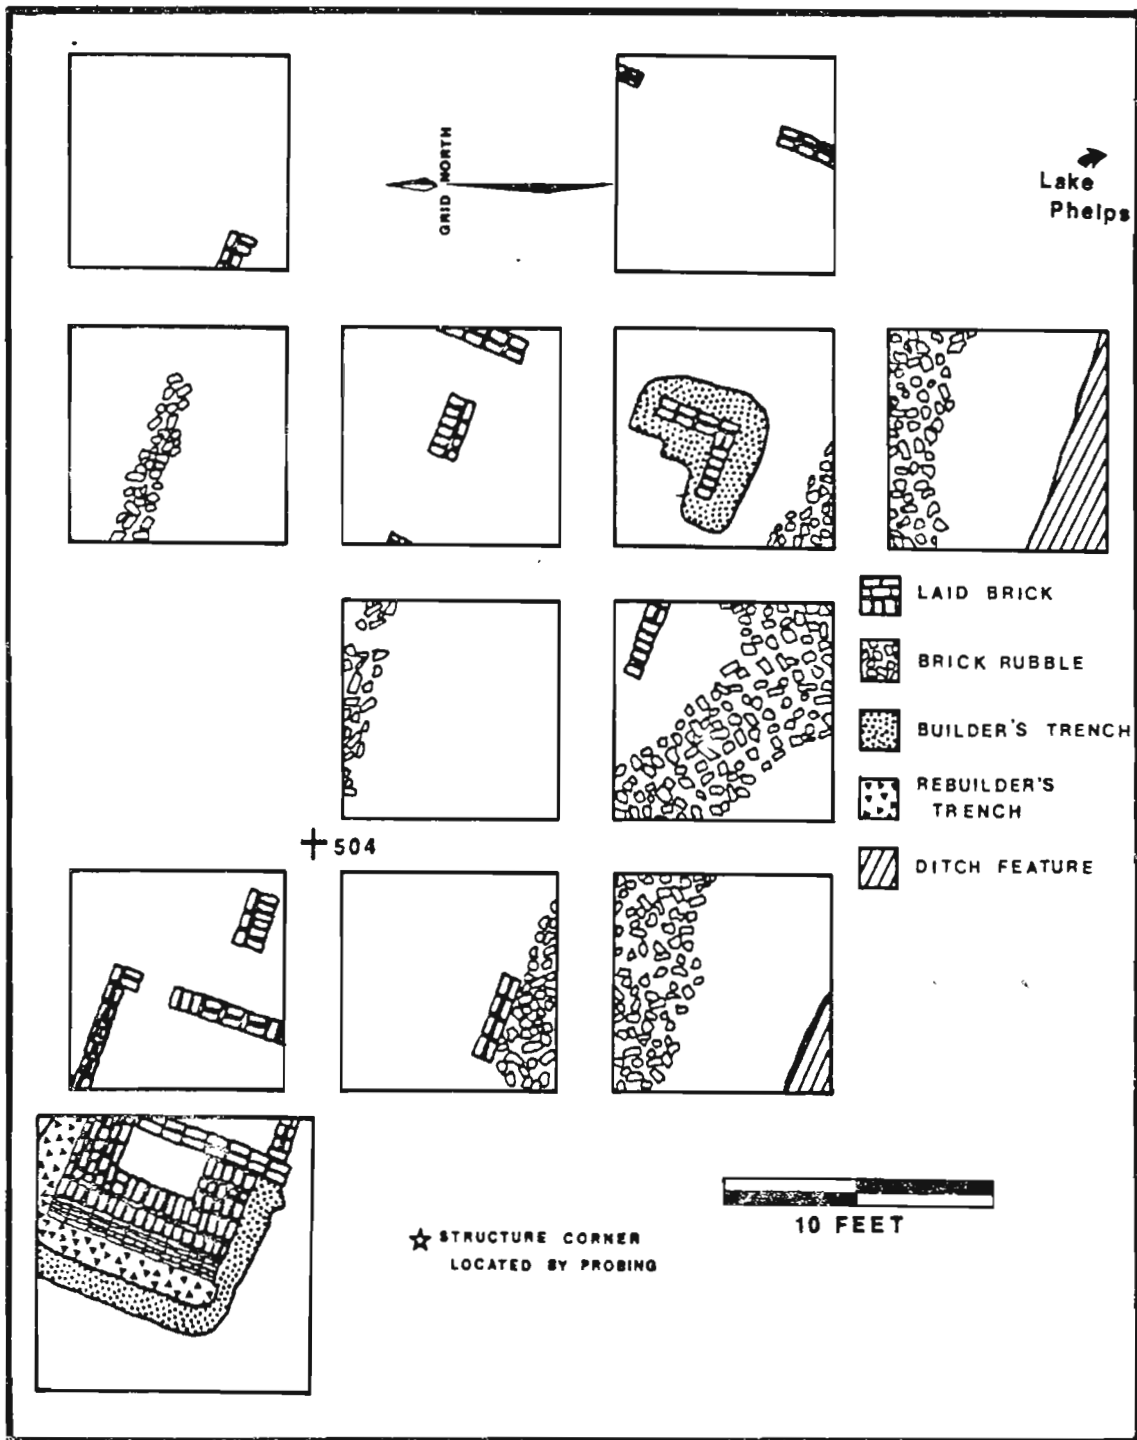 GRID NORTH
Lake
Phelps
LAID BRICK
BRICK RUBBLE
BUILDER'S TRENCH
REBUILDER'S
TRENCH
504
DITCH FEATURE
10 FEET
STRUCTURE CORNER
LOCATED BY PROBING